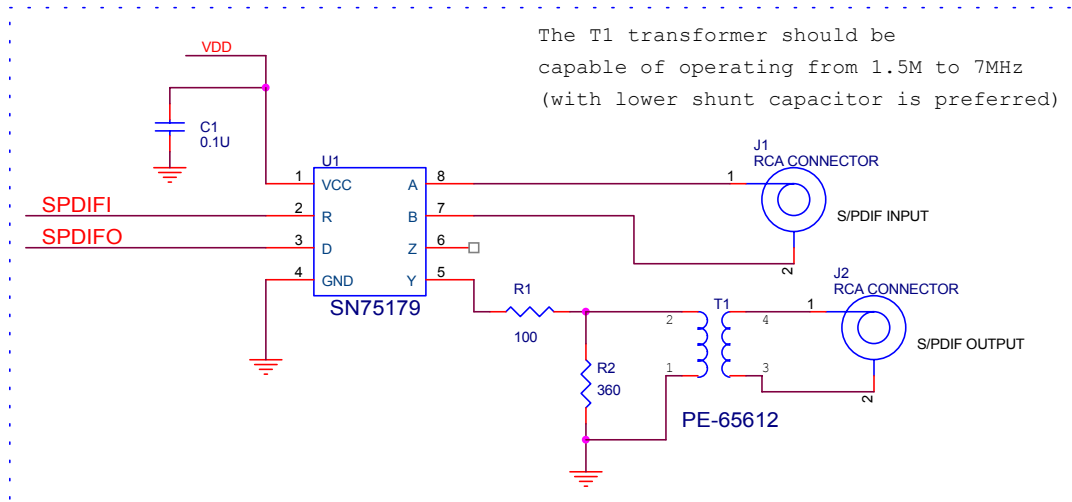 The T1 transformer should be
capable of operating from 1.5M to 7MHz
(with lower shunt capacitor is preferred)
VDD
C1
0.1U
U1
1 VCC A 8
2 R B 7
3 D Z 6
4 GND Y 5
SN75179
SPDIFI
SPDIFO
J1
RCA CONNECTOR
1
S/PDIF INPUT
2
R1
100
R2
360
T1
2 4
1 3
PE-65612
J2
RCA CONNECTOR
1
S/PDIF OUTPUT
2